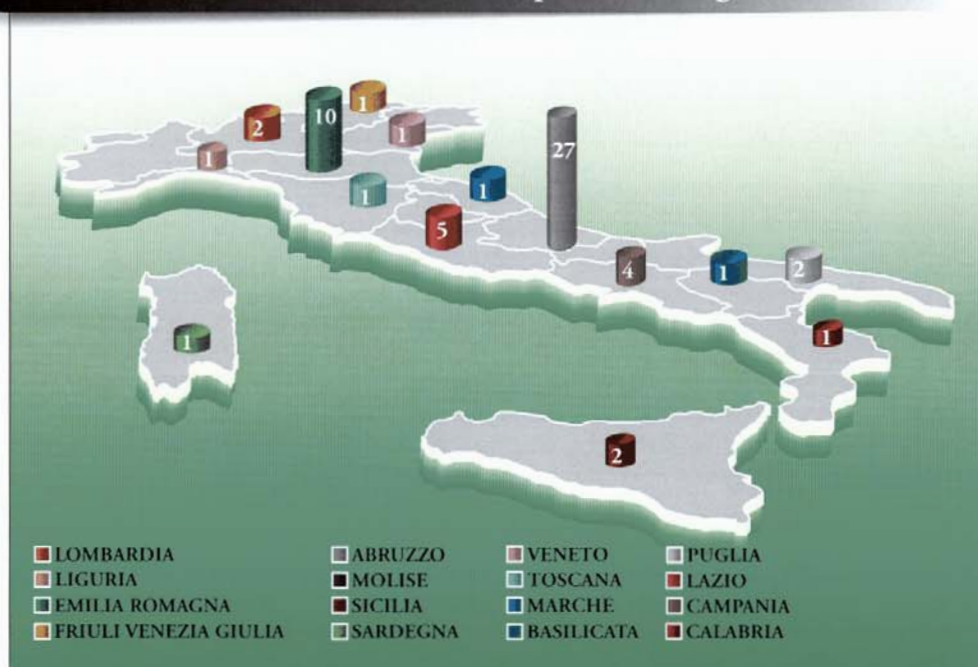 1
10
2
1
27
1
1
1
5
4
1
2
1
1
2
LOMBARDIA
LIGURIA
EMILIA ROMAGNA
FRIULI VENEZIA GIULIA
ABRUZZO
MOLISE
SICILIA
SARDEGNA
VENETO
TOSCANA
MARCHE
BASILICATA
PUGLIA
LAZIO
CAMPANIA
CALABRIA